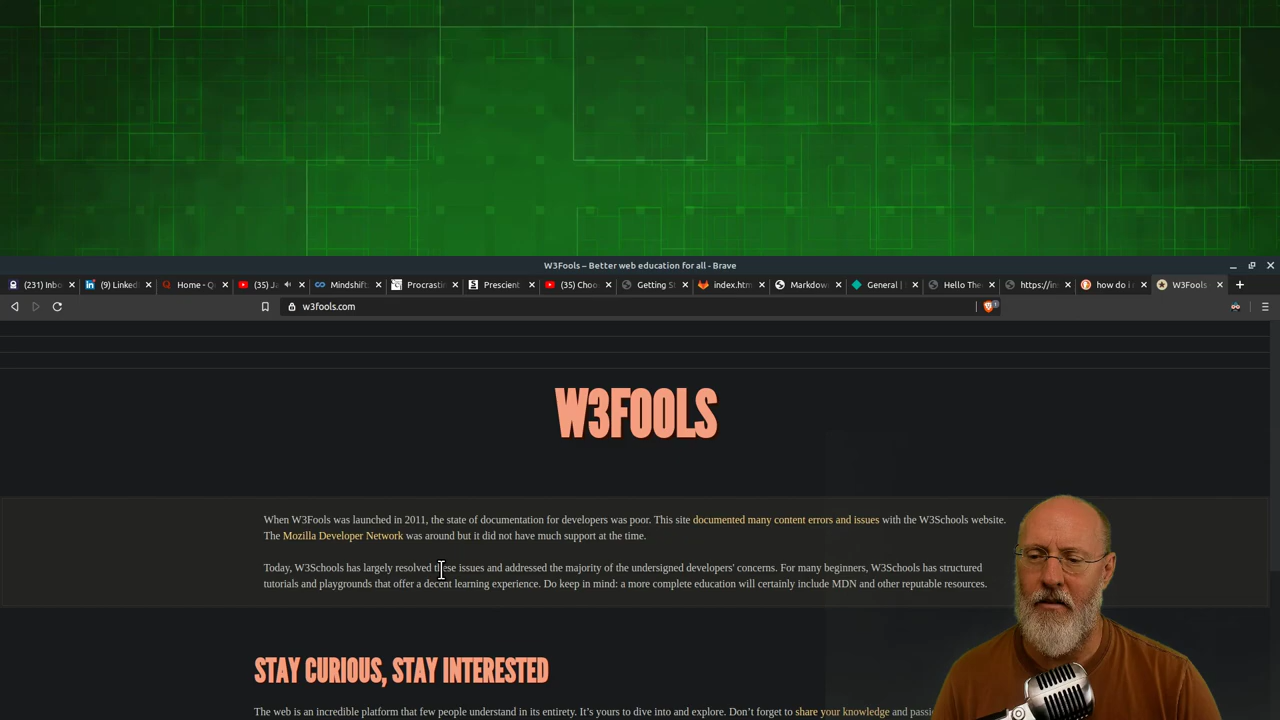 W3Fools – Better web education for all - Brave
(231) Inbo
(9) Linked
Home - Q
(35) Ja
Mindshift
Procrastin
Prescient
(35) Choo
Getting St
index.htm
Markdow
General |
Hello The
https://in
how do i
W3Fools
w3fools.com
W3FOOLS
When W3Fools was launched in 2011, the state of documentation for developers was poor. This site documented many content errors and issues with the W3Schools website.
The Mozilla Developer Network was around but it did not have much support at the time.
Today, W3Schools has largely resolved these issues and addressed the majority of the undersigned developers' concerns. For many beginners, W3Schools has structured
tutorials and playgrounds that offer a decent learning experience. Do keep in mind: a more complete education will certainly include MDN and other reputable resources.
STAY CURIOUS, STAY INTERESTED
The web is an incredible platform that few people understand in its entirety. It's yours to dive into and explore. Don't forget to share your knowledge and passi